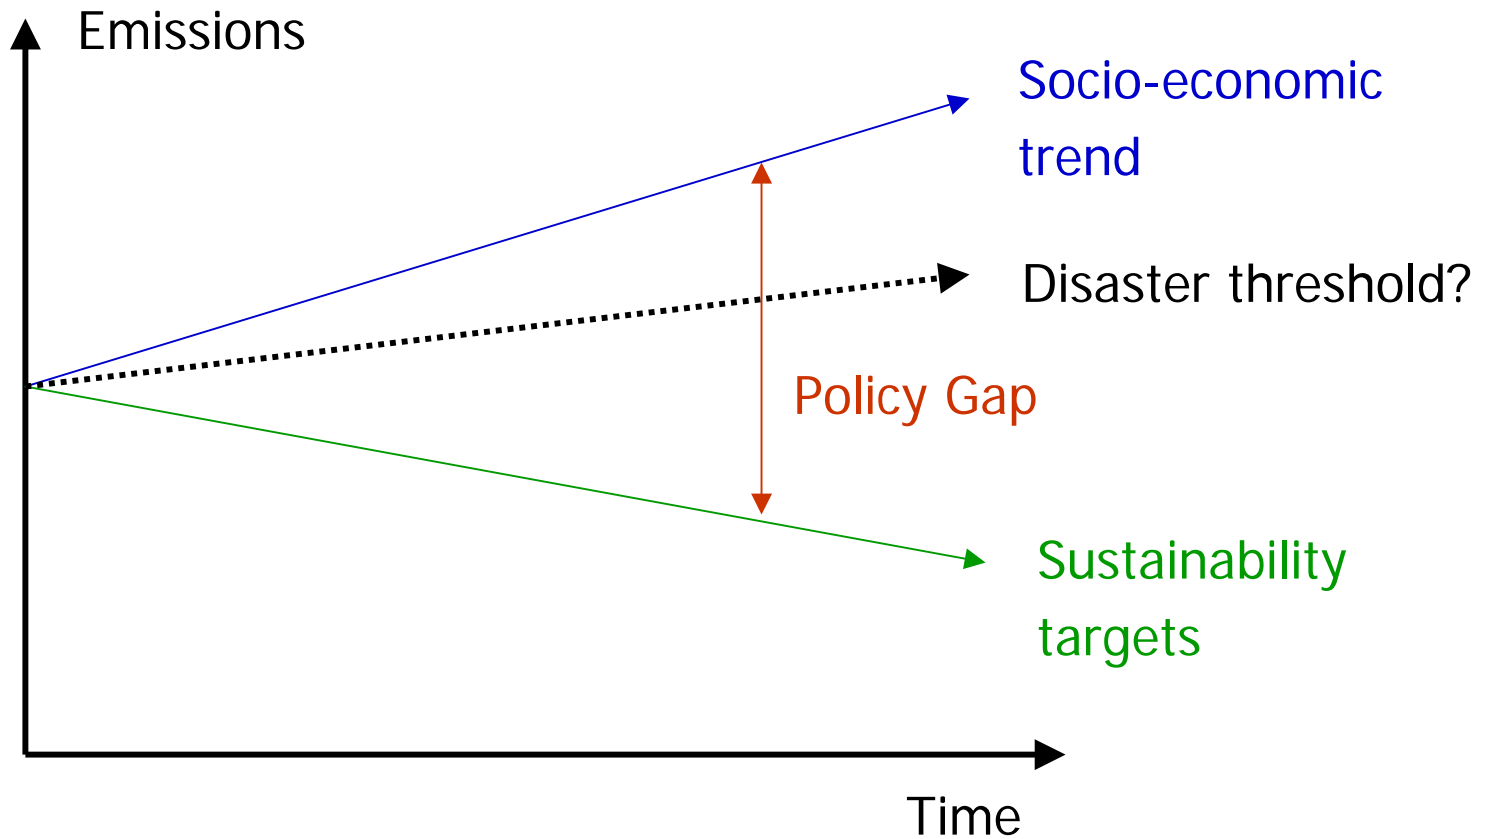 Emissions
Socio-economic
trend
Disaster threshold?
Policy Gap
Sustainability
targets
Time